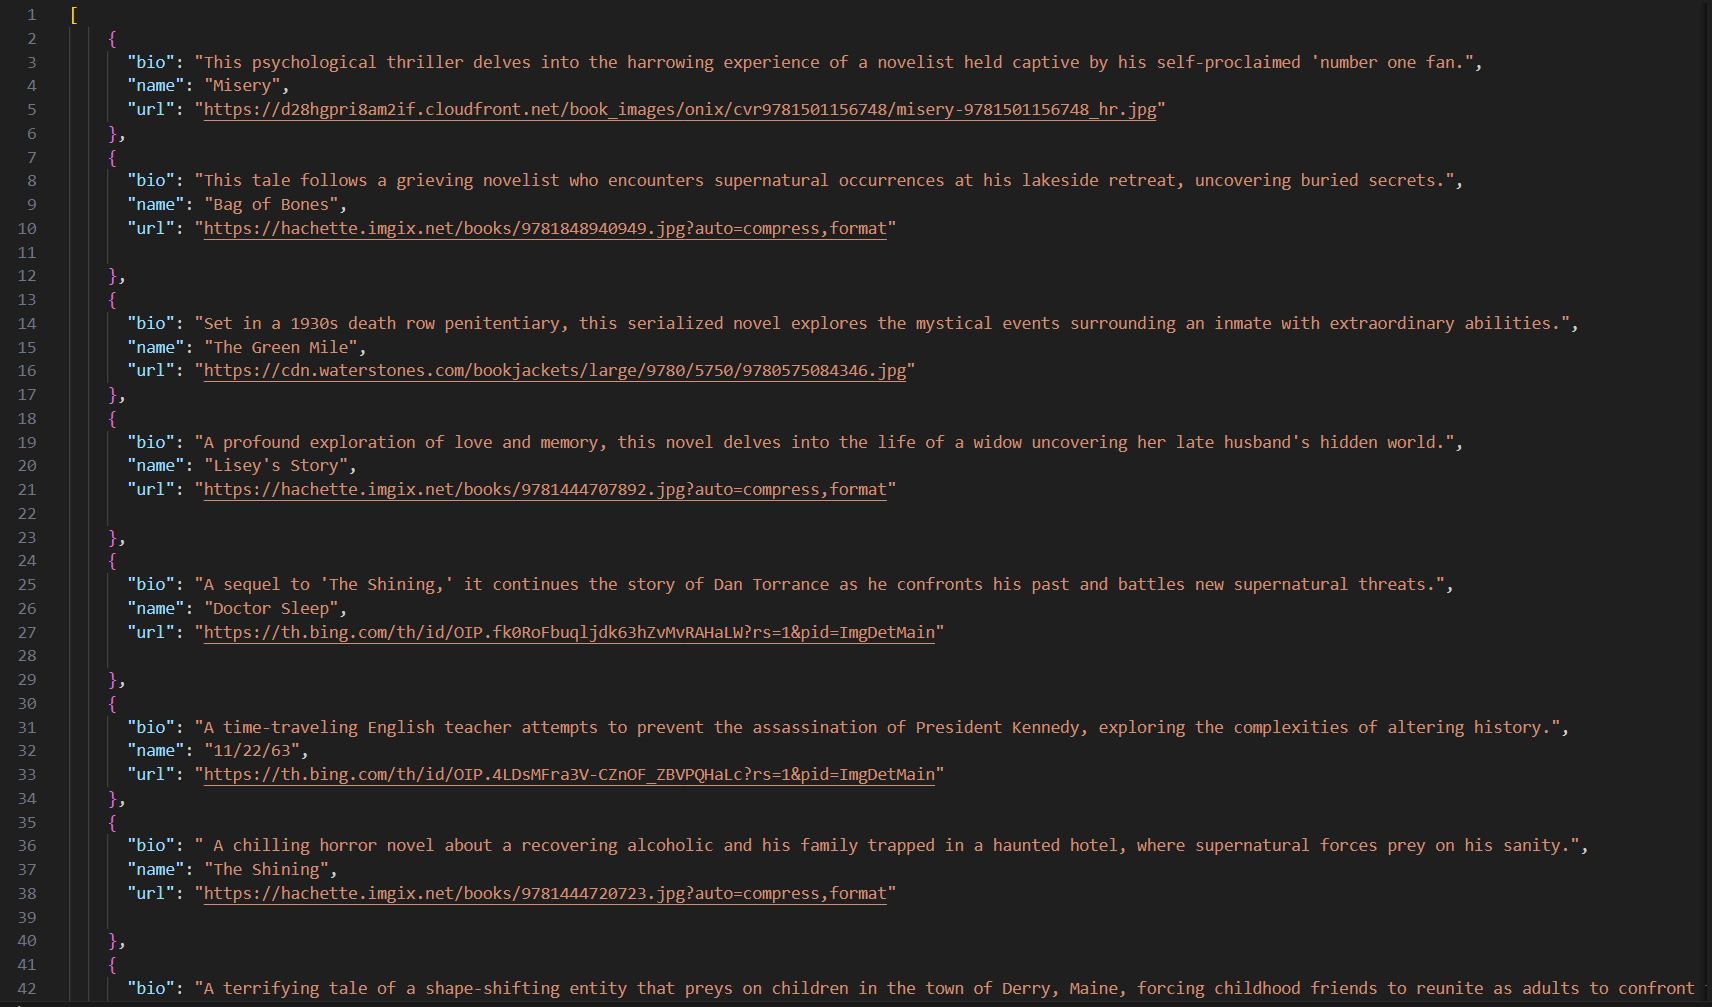 1 [
2 {
3 "bio": "This psychological thriller delves into the harrowing experience of a novelist held captive by his self-proclaimed 'number one fan.",
4 "name": "Misery",
5 "url": "https://d28hgpri8am2if.cloudfront.net/book_images/onix/cvr9781501156748/misery-9781501156748_hr.jpg"
6 },
7 {
8 "bio": "This tale follows a grieving novelist who encounters supernatural occurrences at his lakeside retreat, uncovering buried secrets.",
9 "name": "Bag of Bones",
10 "url": "https://hachette.imgix.net/books/9781848940949.jpg?auto=compress,format"
11
12 },
13 {
14 "bio": "Set in a 1930s death row penitentiary, this serialized novel explores the mystical events surrounding an inmate with extraordinary abilities.",
15 "name": "The Green Mile",
16 "url": "https://cdn.waterstones.com/bookjackets/large/9780/5750/9780575084346.jpg"
17 },
18 {
19 "bio": "A profound exploration of love and memory, this novel delves into the life of a widow uncovering her late husband's hidden world.",
20 "name": "Lisey's Story",
21 "url": "https://hachette.imgix.net/books/9781444707892.jpg?auto=compress,format"
22
23 },
24 {
25 "bio": "A sequel to 'The Shining,' it continues the story of Dan Torrance as he confronts his past and battles new supernatural threats.",
26 "name": "Doctor Sleep",
27 "url": "https://th.bing.com/th/id/OIP.fk0RoFbuqljdk63hZvMvRAHaLW?rs=1&pid=ImgDetMain"
28
29 },
30 {
31 "bio": "A time-traveling English teacher attempts to prevent the assassination of President Kennedy, exploring the complexities of altering history.",
32 "name": "11/22/63",
33 "url": "https://th.bing.com/th/id/OIP.4LDsMFra3V-CZnOF_ZBVPQHaLc?rs=1&pid=ImgDetMain"
34 },
35 {
36 "bio": " A chilling horror novel about a recovering alcoholic and his family trapped in a haunted hotel, where supernatural forces prey on his sanity.",
37 "name": "The Shining",
38 "url": "https://hachette.imgix.net/books/9781444720723.jpg?auto=compress,format"
39
40 },
41 {
42 "bio": "A terrifying tale of a shape-shifting entity that preys on children in the town of Derry, Maine, forcing childhood friends to reunite as adults to confront